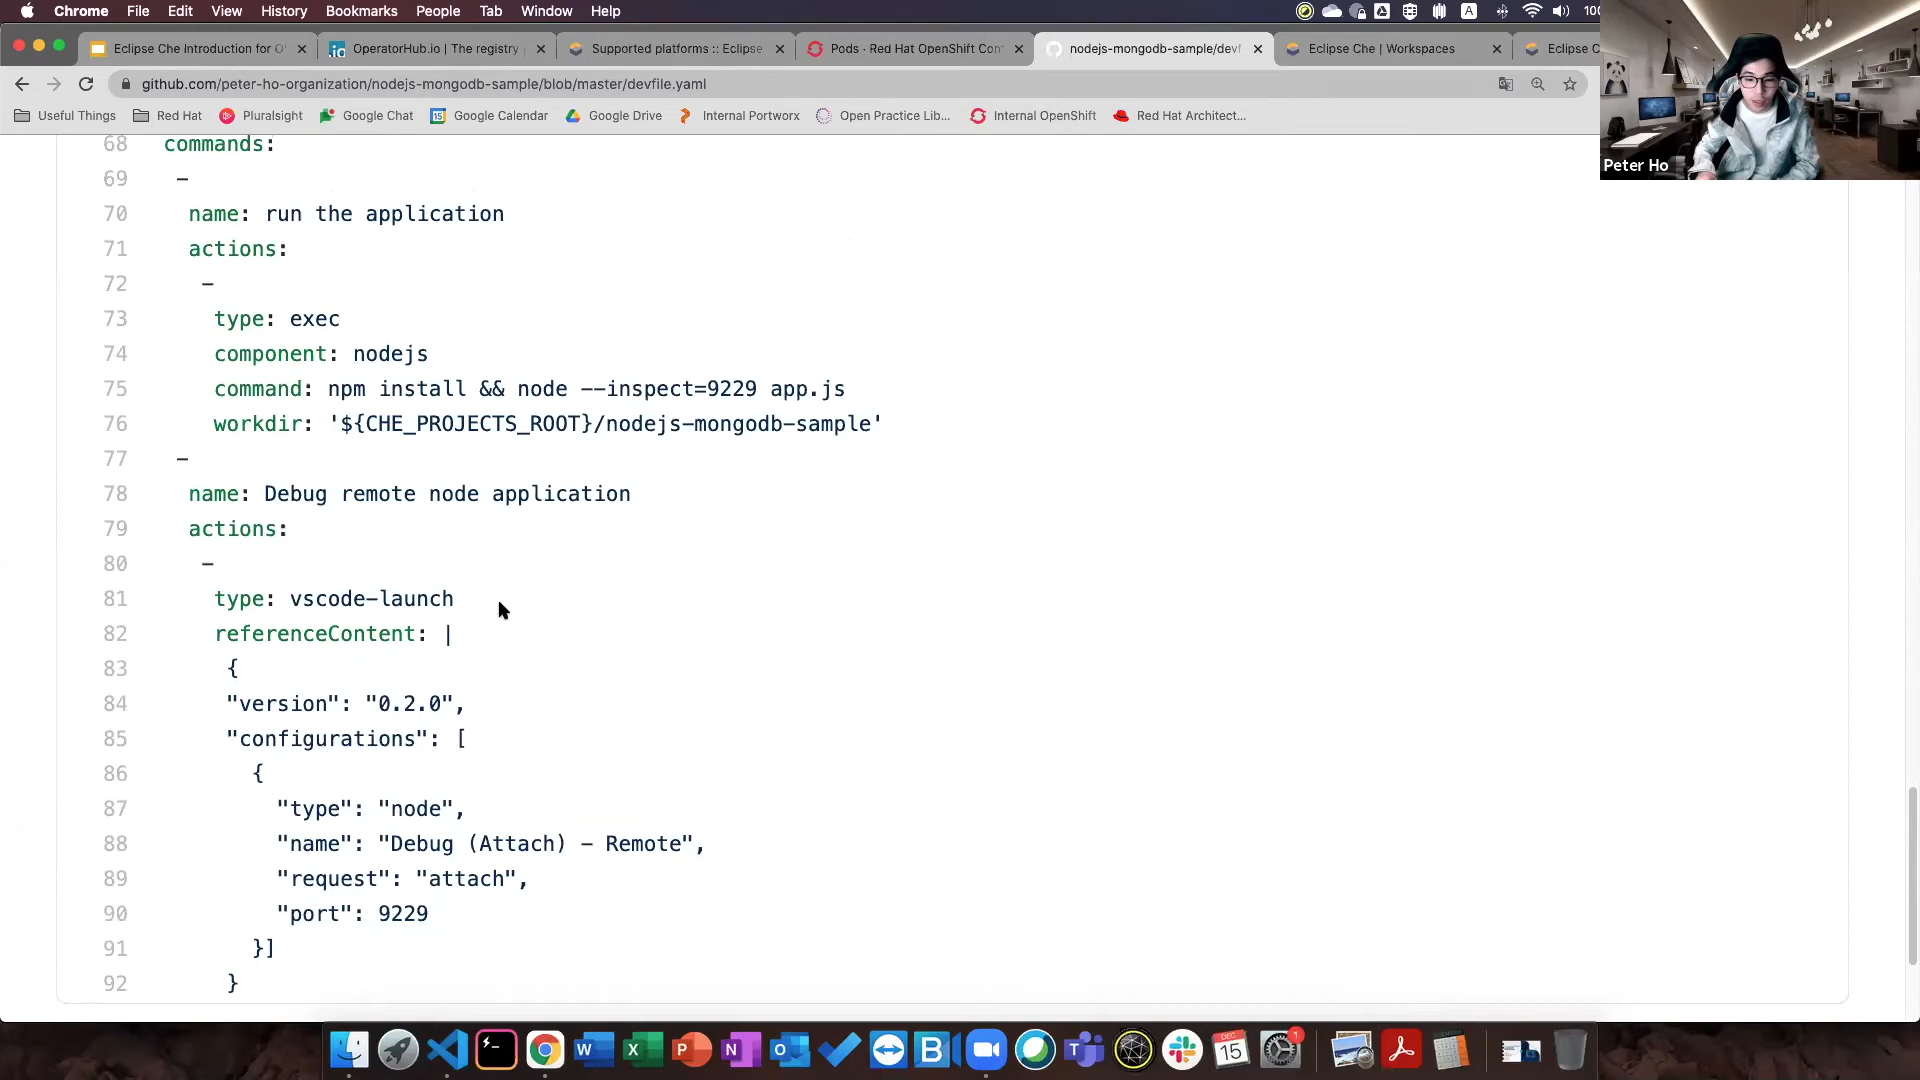 Chrome File Edit View History Bookmarks People Tab Window Help
Eclipse Che Introduction for O
OperatorHub.io | The registry
Supported platforms :: Eclipse
Pods · Red Hat OpenShift Con
nodejs-mongodb-sample/devf
Eclipse Che | Workspaces
Eclipse C
github.com/peter-ho-organization/nodejs-mongodb-sample/blob/master/devfile.yaml
Useful Things Red Hat Pluralsight Google Chat Google Calendar Google Drive Internal Portworx Open Practice Lib... Internal OpenShift Red Hat Architect...
Peter Ho
68 commands:
69 -
70 name: run the application
71 actions:
72 -
73 type: exec
74 component: nodejs
75 command: npm install && node --inspect=9229 app.js
76 workdir: '${CHE_PROJECTS_ROOT}/nodejs-mongodb-sample'
77 -
78 name: Debug remote node application
79 actions:
80 -
81 type: vscode-launch
82 referenceContent: |
83 {
84 "version": "0.2.0",
85 "configurations": [
86 {
87 "type": "node",
88 "name": "Debug (Attach) - Remote",
89 "request": "attach",
90 "port": 9229
91 }]
92 }
DEC
15
1